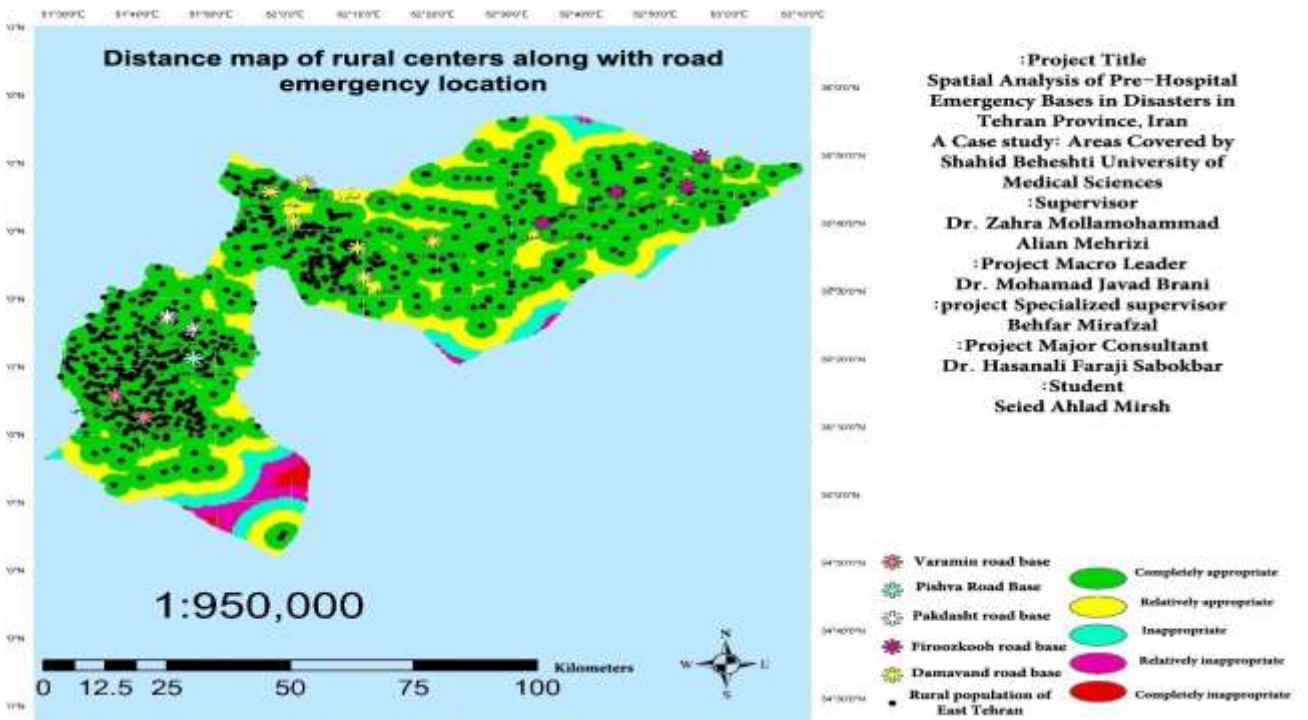 Distance map of rural centers along with road
emergency location
1:950,000
0 12.5 25 50 75 100
Kilometers
N
W
S
:Project Title
Spatial Analysis of Pre-Hospital
Emergency Bases in Disasters in
Tehran Province, Iran
A Case study: Areas Covered by
Shahid Beheshti University of
Medical Sciences
:Supervisor
Dr. Zahra Mollamohammad
Alian Mehrizi
:Project Macro Leader
Dr. Mohamad Javad Brani
:project Specialized supervisor
Behfar Mirafzal
:Project Major Consultant
Dr. Hasanali Faraji Sabokbar
:Student
Seied Ahlad Mirsh
Varamin road base
Pishva Road Base
Pakdasht road base
Firoozkooh road base
Damavand road base
Rural population of
East Tehran
Completely appropriate
Relatively appropriate
Inappropriate
Relatively inappropriate
Completely inappropriate